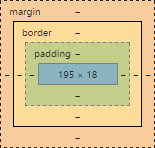 margin –
border –
padding –
– – – 195 × 18 – – –
–
–
–